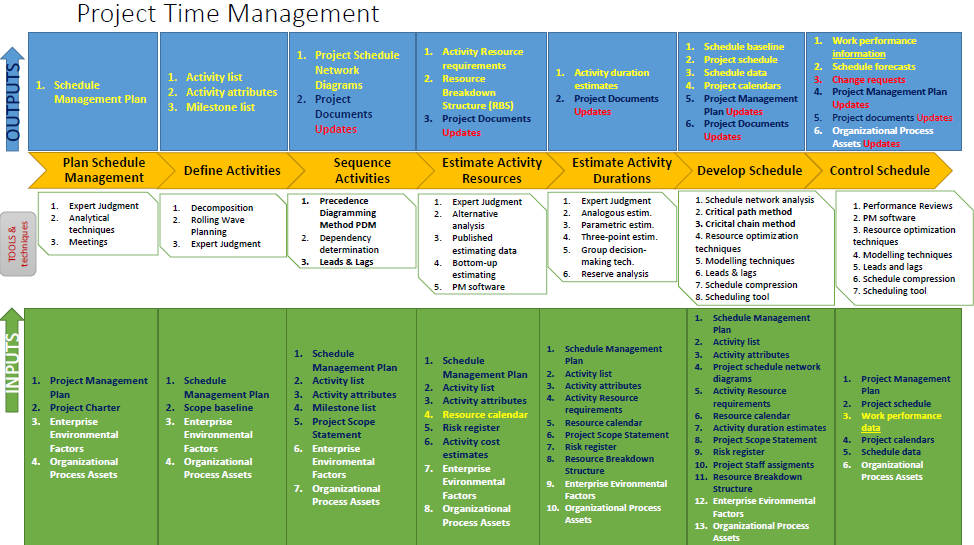 Project Time Management
OUTPUTS
1. Schedule
Management Plan
1. Activity list
2. Activity attributes
3. Milestone list
1. Project Schedule
Network
Diagrams
2. Project
Documents
Updates
1. Activity Resource
requirements
2. Resource
Breakdown
Structure (RBS)
3. Project Documents
Updates
1. Activity duration
estimates
2. Project Documents
Updates
1. Schedule baseline
2. Project schedule
3. Schedule data
4. Project calendars
5. Project Management
Plan Updates
6. Project Documents
Updates
1. Work performance
information
2. Schedule forecasts
3. Change requests
4. Project Management Plan
Updates
5. Project documents Updates
6. Organizational Process
Assets Updates
Plan Schedule
Management
Define Activities
Sequence
Activities
Estimate Activity
Resources
Estimate Activity
Durations
Develop Schedule
Control Schedule
TOOLS &
techniques
1. Expert Judgment
2. Analytical
techniques
3. Meetings
1. Decomposition
2. Rolling Wave
Planning
3. Expert Judgment
1. Precedence
Diagramming
Method PDM
2. Dependency
determination
3. Leads & Lags
1. Expert Judgment
2. Alternative
analysis
3. Published
estimating data
4. Bottom-up
estimating
5. PM software
1. Expert Judgment
2. Analogous estim.
3. Parametric estim.
4. Three-point estim.
5. Group decision-
making tech.
6. Reserve analysis
1. Schedule network analysis
2. Critical path method
3. Cricital chain method
4. Resource optimization
techniques
5. Modelling techniques
6. Leads & lags
7. Schedule compression
8. Scheduling tool
1. Performance Reviews
2. PM software
3. Resource optimization
techniques
4. Modelling techniques
5. Leads and lags
6. Schedule compression
7. Scheduling tool
INPUTS
1. Project Management
Plan
2. Project Charter
3. Enterprise
Environmental
Factors
4. Organizational
Process Assets
1. Schedule
Management Plan
2. Scope baseline
3. Enterprise
Environmental
Factors
4. Organizational
Process Assets
1. Schedule
Management Plan
2. Activity list
3. Activity attributes
4. Milestone list
5. Project Scope
Statement
6. Enterprise
Enviromental
Factors
7. Organizational
Process Assets
1. Schedule
Management Plan
2. Activity list
3. Activity attributes
4. Resource calendar
5. Risk register
6. Activity cost
estimates
7. Enterprise
Evironmental
Factors
8. Organizational
Process Assets
1. Schedule Management
Plan
2. Activity list
3. Activity attributes
4. Activity Resource
requirements
5. Resource calendar
6. Project Scope Statement
7. Risk register
8. Resource Breakdown
Structure
9. Enterprise Evironmental
Factors
10. Organizational Process
Assets
1. Schedule Management
Plan
2. Activity list
3. Activity attributes
4. Project schedule network
diagrams
5. Activity Resource
requirements
6. Resource calendar
7. Activity duration estimates
8. Project Scope Statement
9. Risk register
10. Project Staff assigments
11. Resource Breakdown
Structure
12. Enterprise Evironmental
Factors
13. Organizational Process
Assets
1. Project Management
Plan
2. Project schedule
3. Work performance
data
4. Project calendars
5. Schedule data
6. Organizational
Process Assets